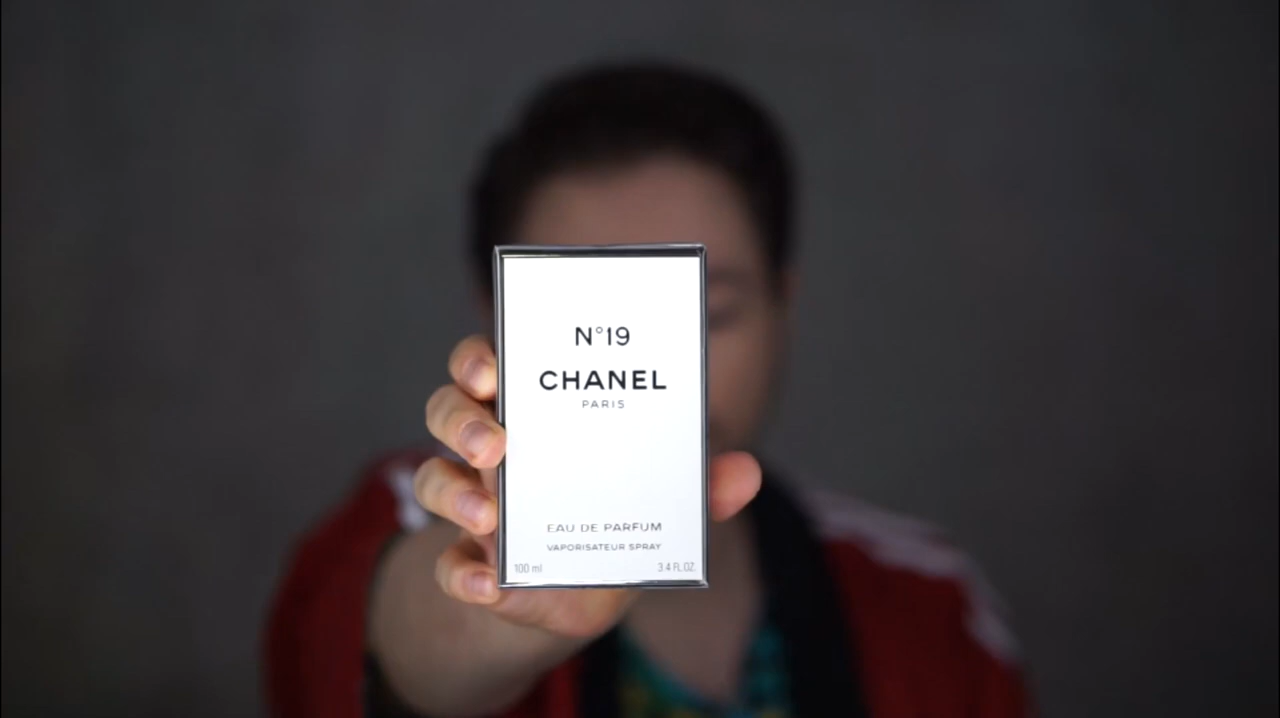 N°19
CHANEL
PARIS
EAU DE PARFUM
VAPORISATEUR SPRAY
100 ml 3.4 FL.OZ.